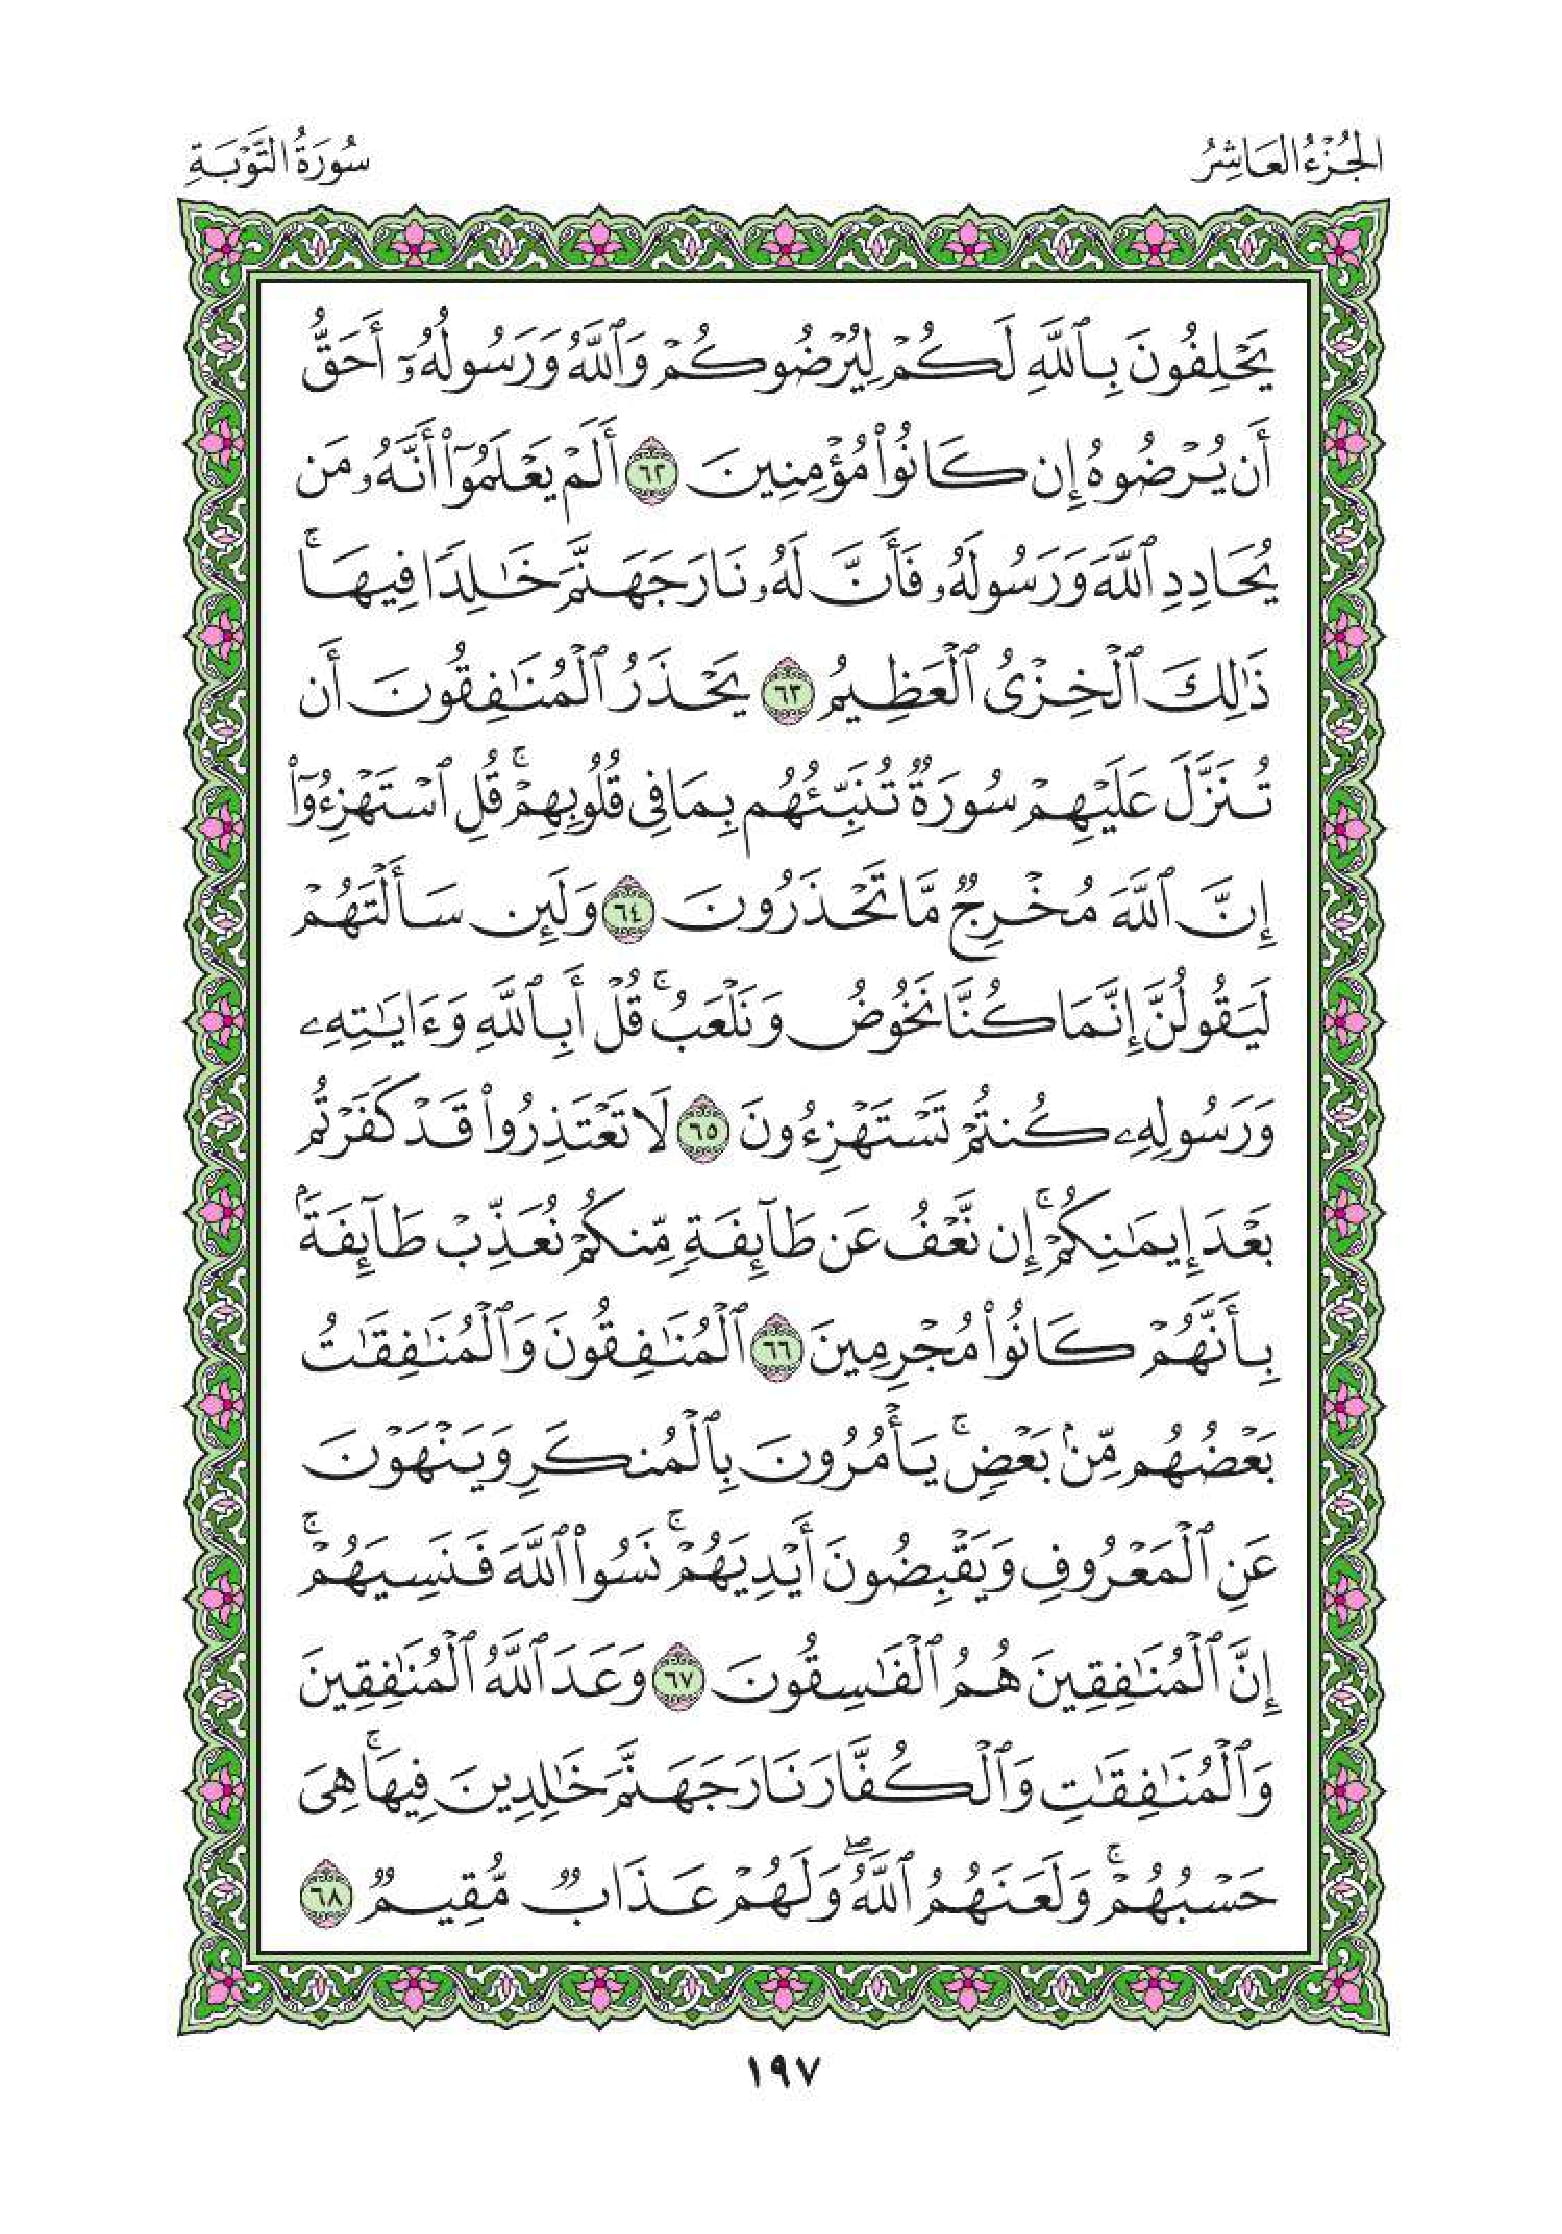 الجُزْءُ العَاشِرُ
سُورَةُ التَّوْبَةِ
يَحْلِفُونَ بِٱللَّهِ لَكُمْ لِيُرْضُوكُمْ وَٱللَّهُ وَرَسُولُهُۥٓ أَحَقُّ
أَن يُرْضُوهُ إِن كَانُوا۟ مُؤْمِنِينَ ٦٢ أَلَمْ يَعْلَمُوٓا۟ أَنَّهُۥ مَن
يُحَادِدِ ٱللَّهَ وَرَسُولَهُۥ فَأَنَّ لَهُۥ نَارَ جَهَنَّمَ خَٰلِدًا فِيهَا ۚ
ذَٰلِكَ ٱلْخِزْىُ ٱلْعَظِيمُ ٦٣ يَحْذَرُ ٱلْمُنَٰفِقُونَ أَن
تُنَزَّلَ عَلَيْهِمْ سُورَةٌ تُنَبِّئُهُم بِمَا فِى قُلُوبِهِمْ ۚ قُلِ ٱسْتَهْزِءُوٓا۟
إِنَّ ٱللَّهَ مُخْرِجٌ مَّا تَحْذَرُونَ ٦٤ وَلَئِن سَأَلْتَهُمْ
لَيَقُولُنَّ إِنَّمَا كُنَّا نَخُوضُ وَنَلْعَبُ ۚ قُلْ أَبِٱللَّهِ وَءَايَٰتِهِۦ
وَرَسُولِهِۦ كُنتُمْ تَسْتَهْزِءُونَ ٦٥ لَا تَعْتَذِرُوا۟ قَدْ كَفَرْتُم
بَعْدَ إِيمَٰنِكُمْ ۚ إِن نَّعْفُ عَن طَآئِفَةٍ مِّنكُمْ نُعَذِّبْ طَآئِفَةًۢ
بِأَنَّهُمْ كَانُوا۟ مُجْرِمِينَ ٦٦ ٱلْمُنَٰفِقُونَ وَٱلْمُنَٰفِقَٰتُ
بَعْضُهُم مِّنۢ بَعْضٍ ۚ يَأْمُرُونَ بِٱلْمُنكَرِ وَيَنْهَوْنَ
عَنِ ٱلْمَعْرُوفِ وَيَقْبِضُونَ أَيْدِيَهُمْ ۚ نَسُوا۟ ٱللَّهَ فَنَسِيَهُمْ ۚ
إِنَّ ٱلْمُنَٰفِقِينَ هُمُ ٱلْفَٰسِقُونَ ٦٧ وَعَدَ ٱللَّهُ ٱلْمُنَٰفِقِينَ
وَٱلْمُنَٰفِقَٰتِ وَٱلْكُفَّارَ نَارَ جَهَنَّمَ خَٰلِدِينَ فِيهَا ۚ هِىَ
حَسْبُهُمْ ۚ وَلَعَنَهُمُ ٱللَّهُ ۖ وَلَهُمْ عَذَابٌ مُّقِيمٌ ٦٨
١٩٧